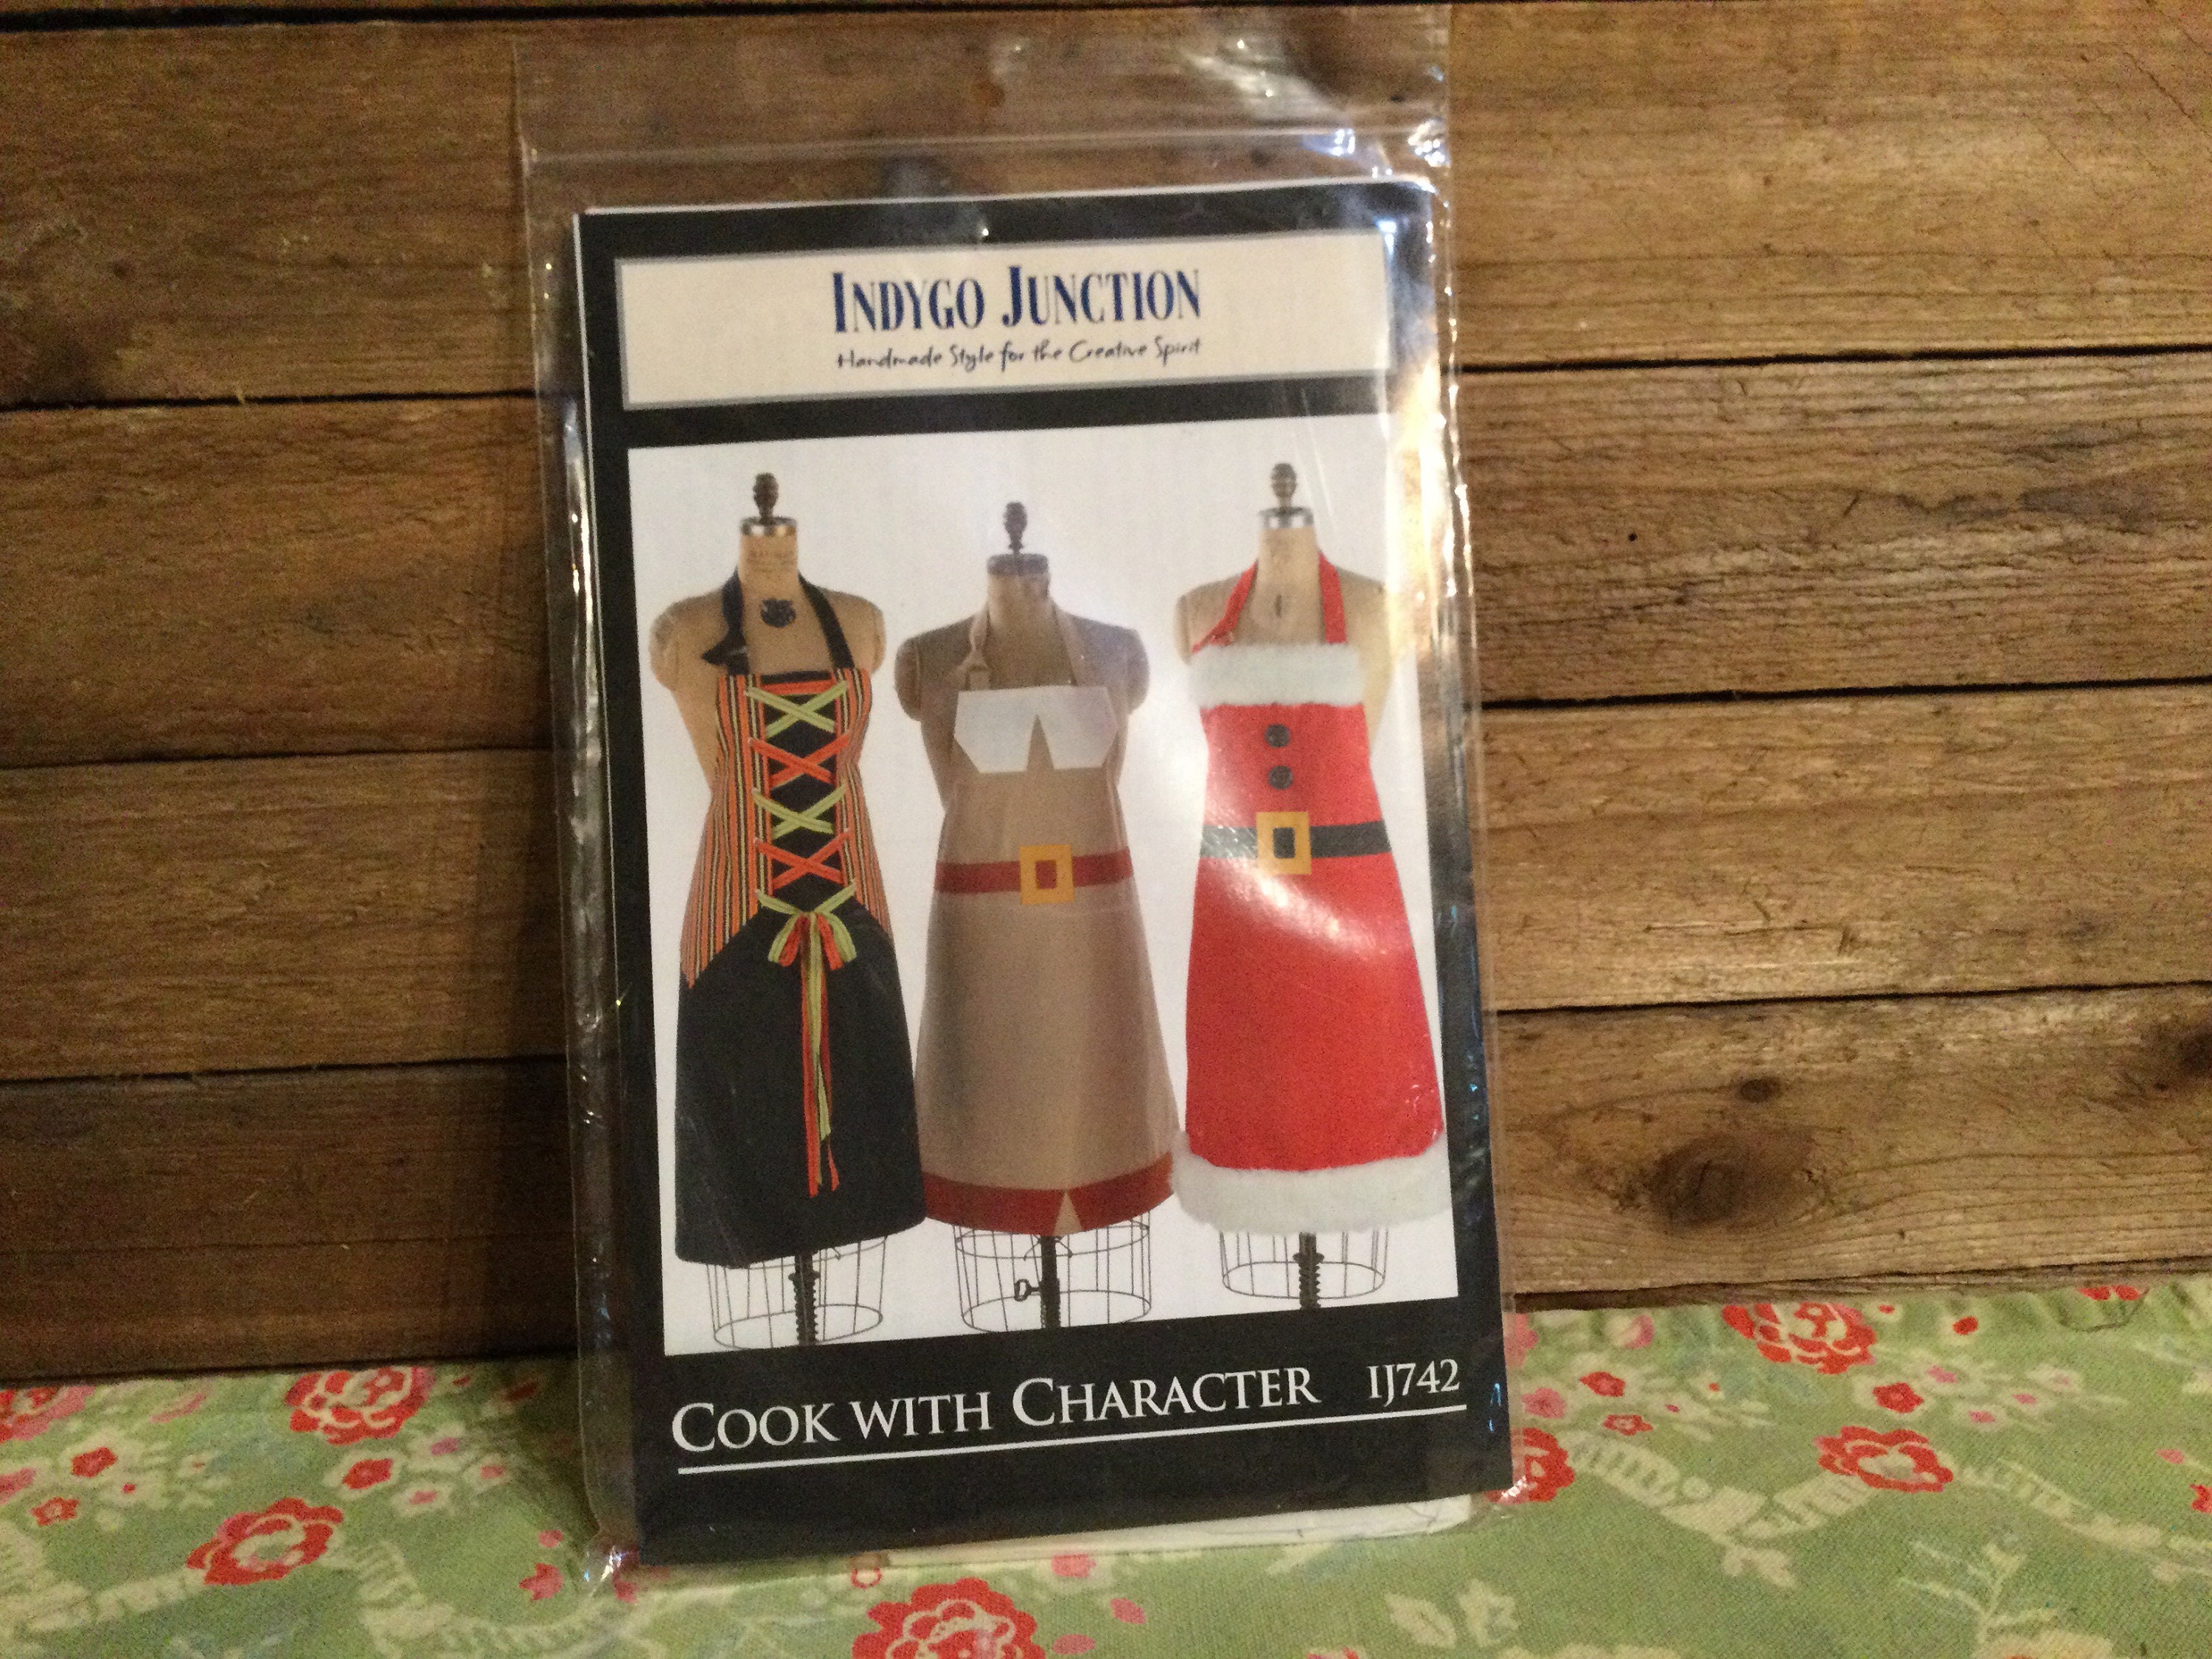 INDYGO JUNCTION
Handmade Style for the Creative Spirit
COOK WITH CHARACTER IJ742